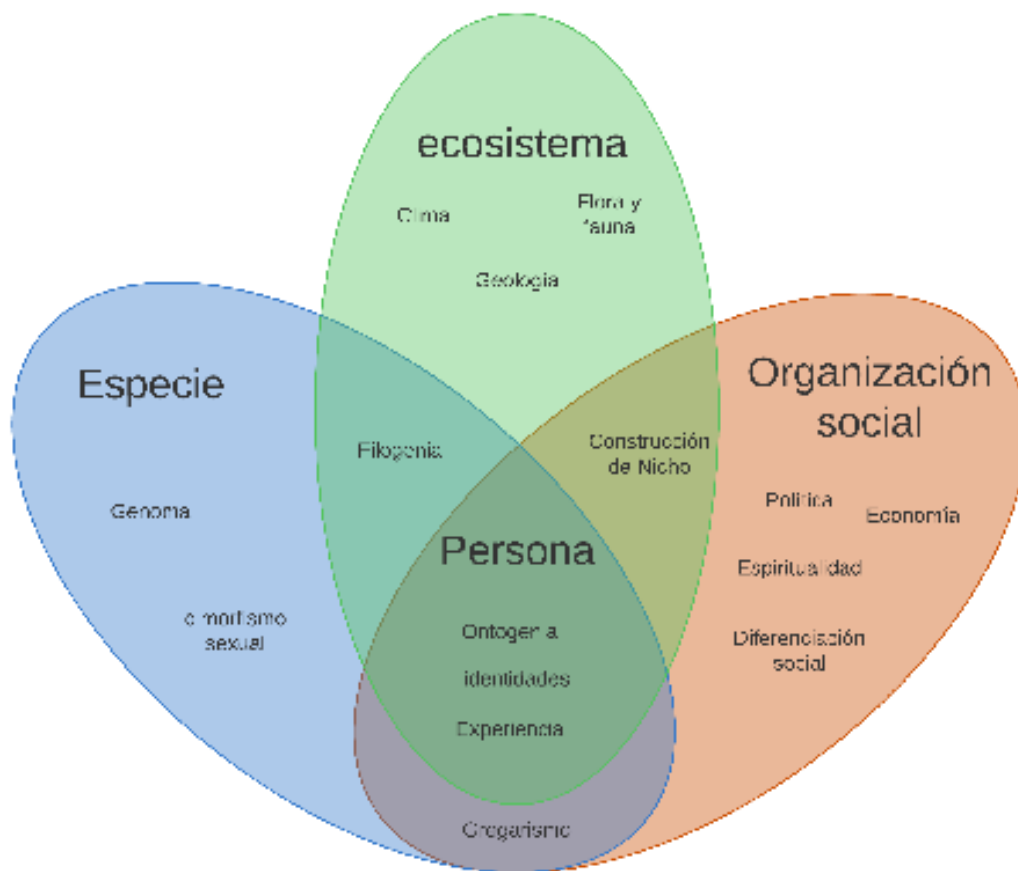 ecosistema
Clima
Flora y
fauna
Geología
Especie
Organización
social
Filogenia
Construcción
de Nicho
Genoma
Política
Economía
Persona
Espiritualidad
dimorfismo
sexual
Ontogenia
Diferenciación
social
identidades
Experiencia
Gregarismo